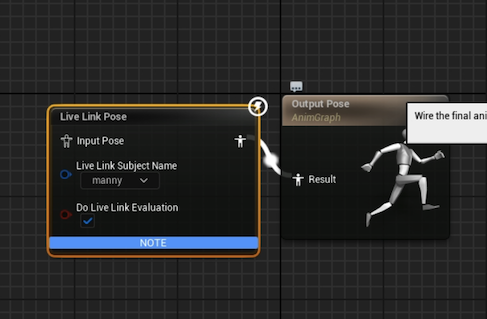 Live Link Pose
Input Pose
Live Link Subject Name
manny
Do Live Link Evaluation
NOTE
Output Pose
AnimGraph
Result
Wire the final ani